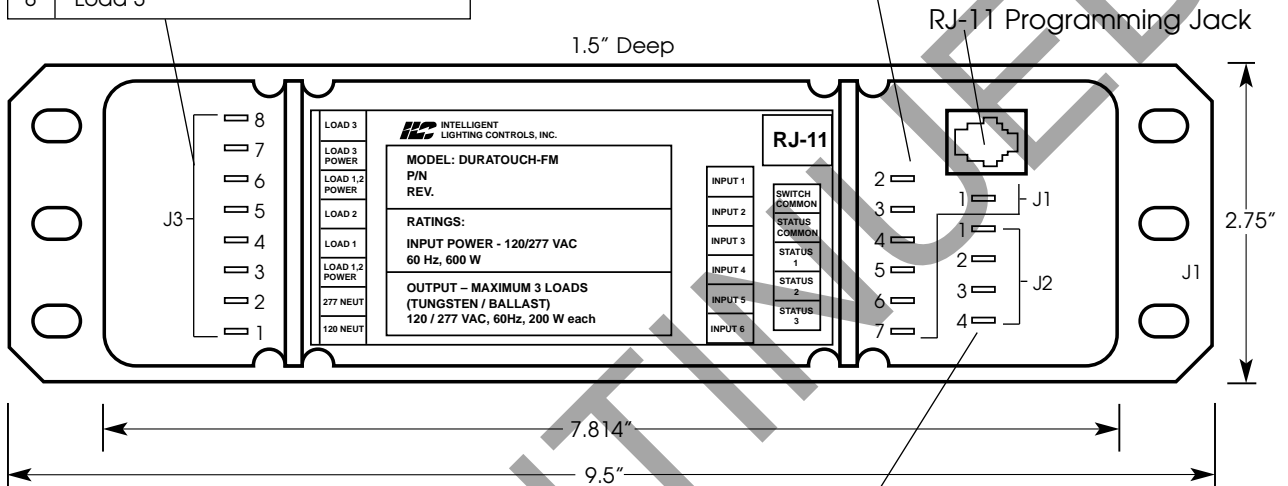 8 Load 3
RJ-11 Programming Jack
1.5″ Deep
J3
8
7
6
5
4
3
2
1
LOAD 3
LOAD 3
POWER
LOAD 1,2
POWER
LOAD 2
LOAD 1
LOAD 1,2
POWER
277 NEUT
120 NEUT
ILC INTELLIGENT
LIGHTING CONTROLS, INC.
MODEL: DURATOUCH-FM
P/N
REV.
RATINGS:
INPUT POWER - 120/277 VAC
60 Hz, 600 W
OUTPUT – MAXIMUM 3 LOADS
(TUNGSTEN / BALLAST)
120 / 277 VAC, 60Hz, 200 W each
RJ-11
INPUT 1
INPUT 2
INPUT 3
INPUT 4
INPUT 5
INPUT 6
SWITCH
COMMON
STATUS
COMMON
STATUS
1
STATUS
2
STATUS
3
2
3
4
5
6
7
1
J1
1
2
3
4
J2
J1
2.75″
7.814″
9.5″